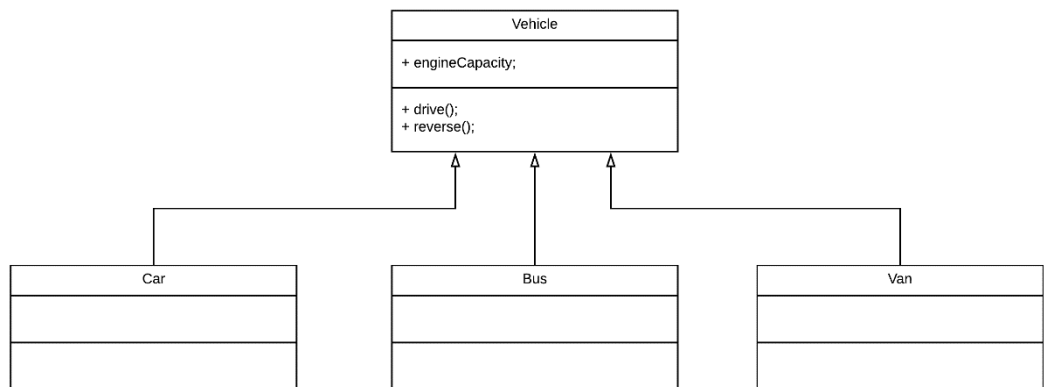 Vehicle
+ engineCapacity;
+ drive();
+ reverse();
Car
Bus
Van